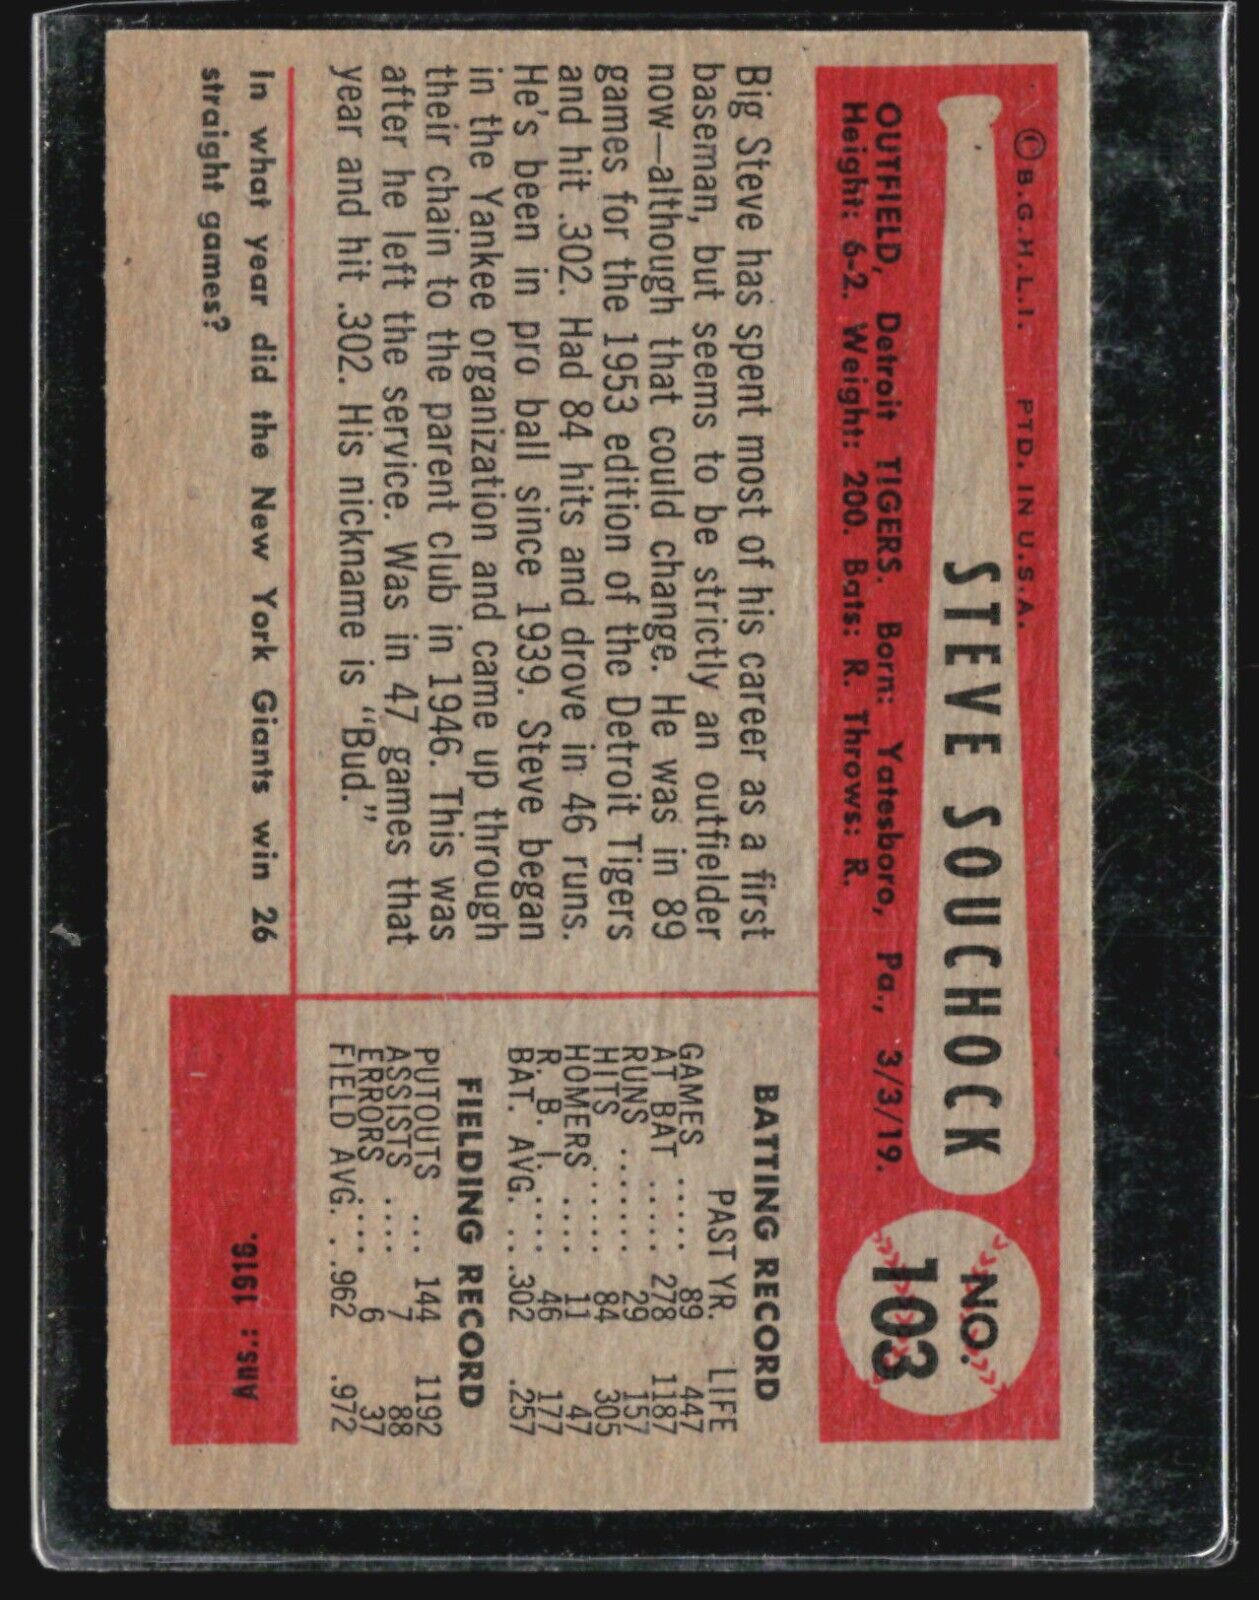 © B.G.H.L.I. PTD. IN U.S.A.
STEVE SOUCHOCK
NO.
103
OUTFIELD, Detroit TIGERS. Born: Yatesboro, Pa., 3/3/19.
Height: 6-2. Weight: 200. Bats: R. Throws: R.
Big Steve has spent most of his career as a first
baseman, but seems to be strictly an outfielder
now—although that could change. He was in 89
games for the 1953 edition of the Detroit Tigers
and hit .302. Had 84 hits and drove in 46 runs.
He's been in pro ball since 1939. Steve began
in the Yankee organization and came up through
their chain to the parent club in 1946. This was
after he left the service. Was in 47 games that
year and hit .302. His nickname is "Bud."
BATTING RECORD
PAST YR. LIFE
GAMES ..... 89 447
AT BAT .... 278 1187
RUNS ....... 29 157
HITS ....... 84 305
HOMERS .... 11 47
R. B. I. .... 46 177
BAT. AVG. ...302 .257
FIELDING RECORD
PUTOUTS ... 144 1192
ASSISTS .... 7 88
ERRORS .... 6 37
FIELD AVG. ...962 .972
In what year did the New York Giants win 26
straight games?
Ans.: 1916.